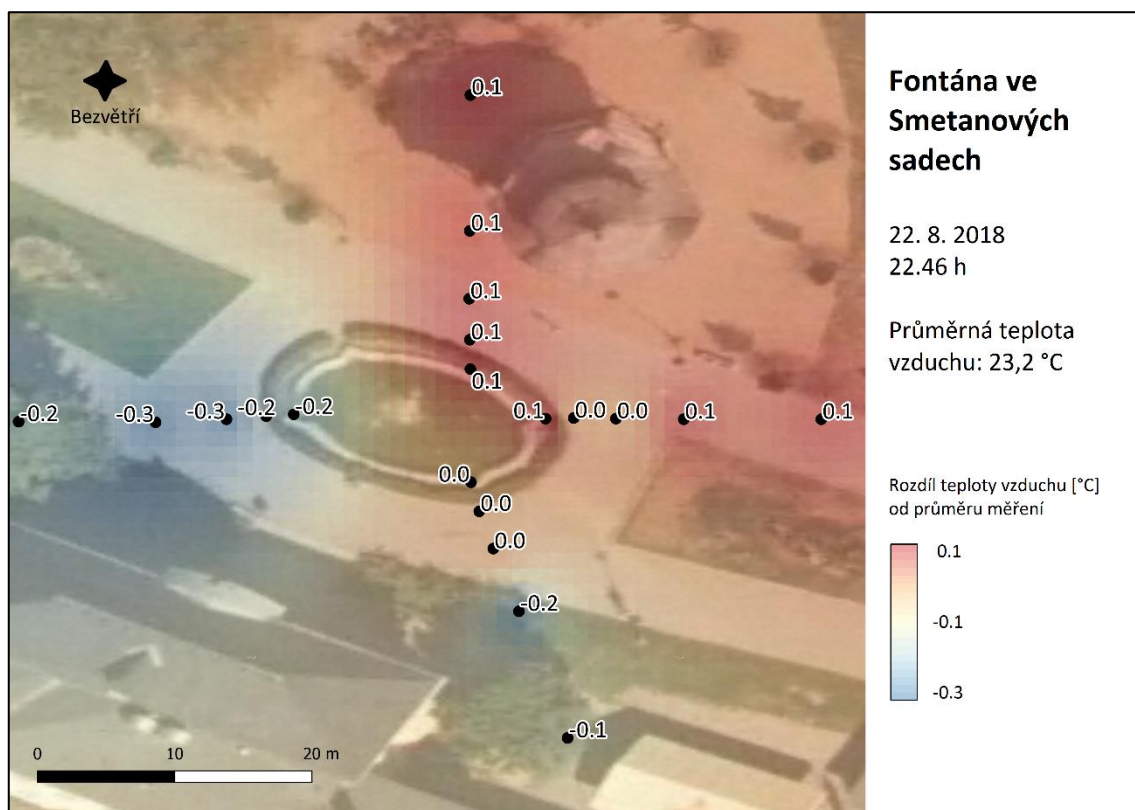 Bezvětří
0.1
0.1
0.1
0.1
0.1
-0.2 -0.3 -0.3 -0.2 -0.2 0.1 0.0 0.0 0.1 0.1
0.0
0.0
0.0
-0.2
-0.1
0 10 20 m
Fontána ve
Smetanových
sadech
22. 8. 2018
22.46 h
Průměrná teplota
vzduchu: 23,2 °C
Rozdíl teploty vzduchu [°C]
od průměru měření
0.1
-0.1
-0.3